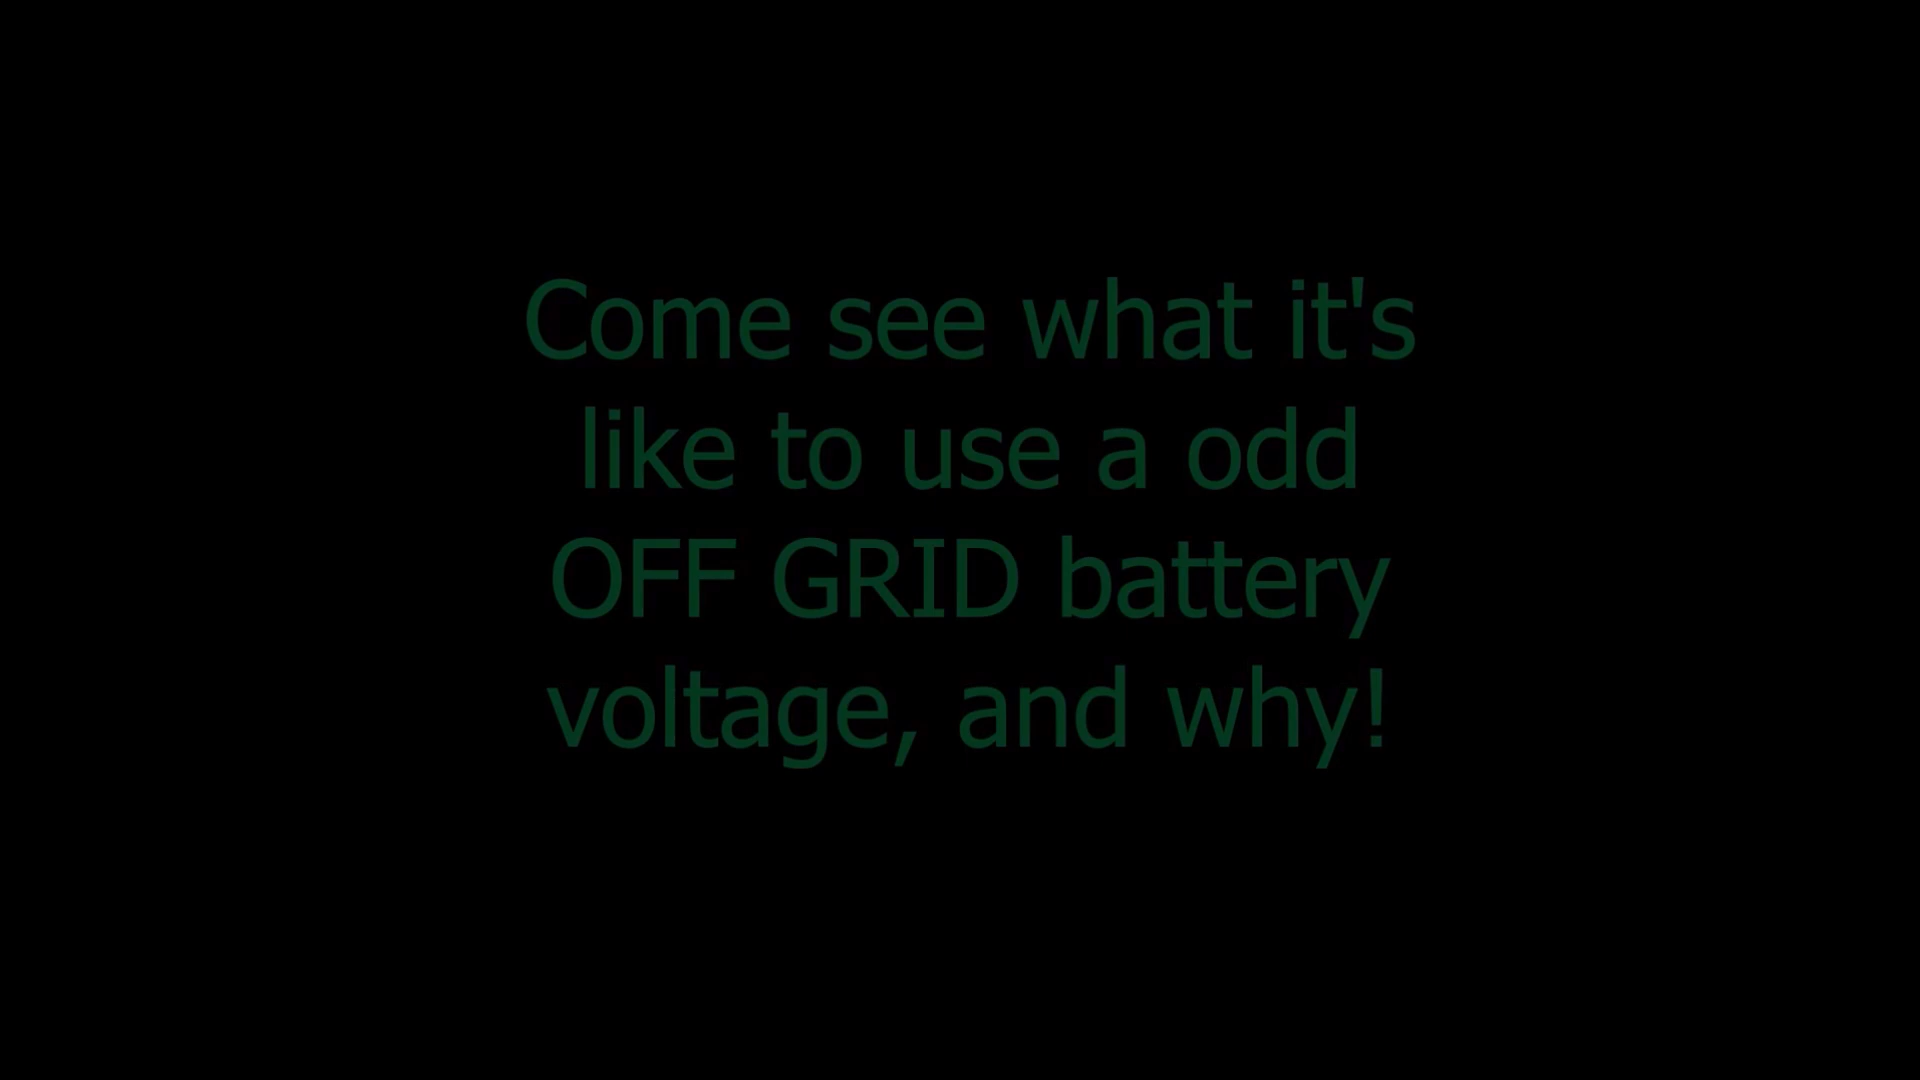 Come see what it's
like to use a odd
OFF GRID battery
voltage, and why!